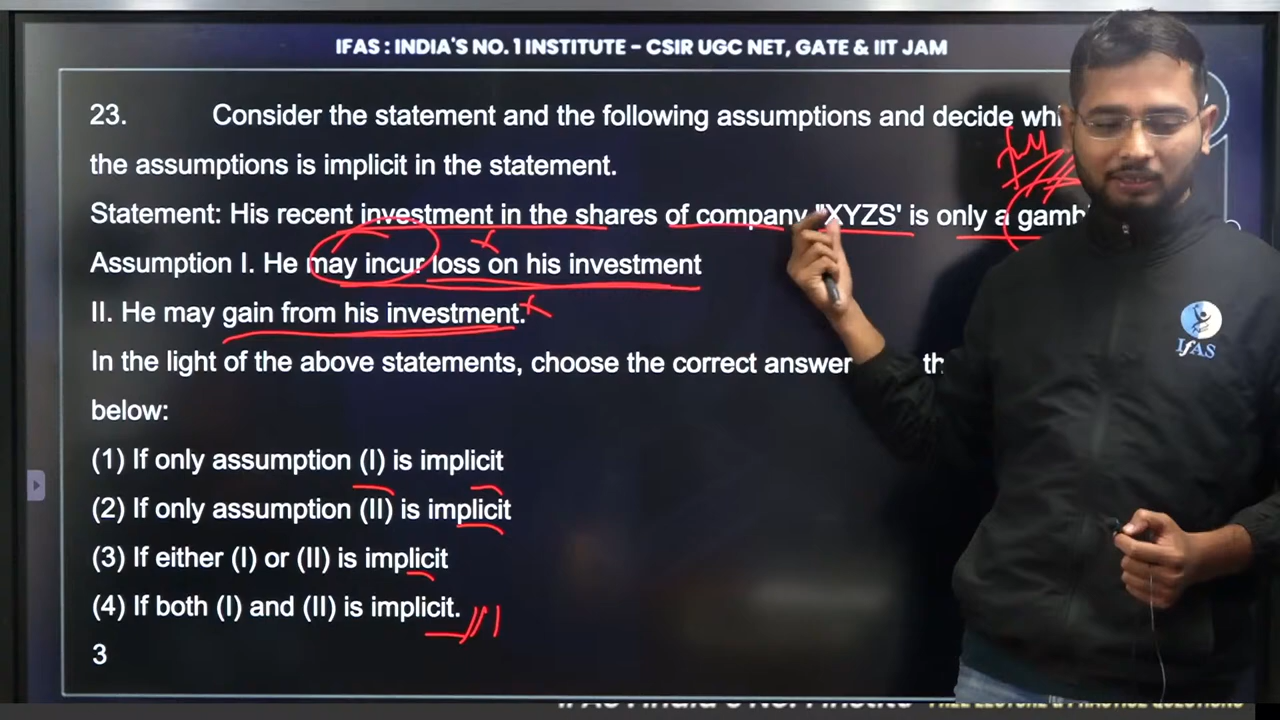 IFAS : INDIA'S NO. 1 INSTITUTE - CSIR UGC NET, GATE & IIT JAM
23. Consider the statement and the following assumptions and decide
the assumptions is implicit in the statement.
Statement: His recent investment in the shares of company "XYZS' is only a
Assumption I. He may incur loss on his investment
II. He may gain from his investment.
In the light of the above statements, choose the correct answer
below:
(1) If only assumption (I) is implicit
(2) If only assumption (II) is implicit
(3) If either (I) or (II) is implicit
(4) If both (I) and (II) is implicit.
3
IFAS